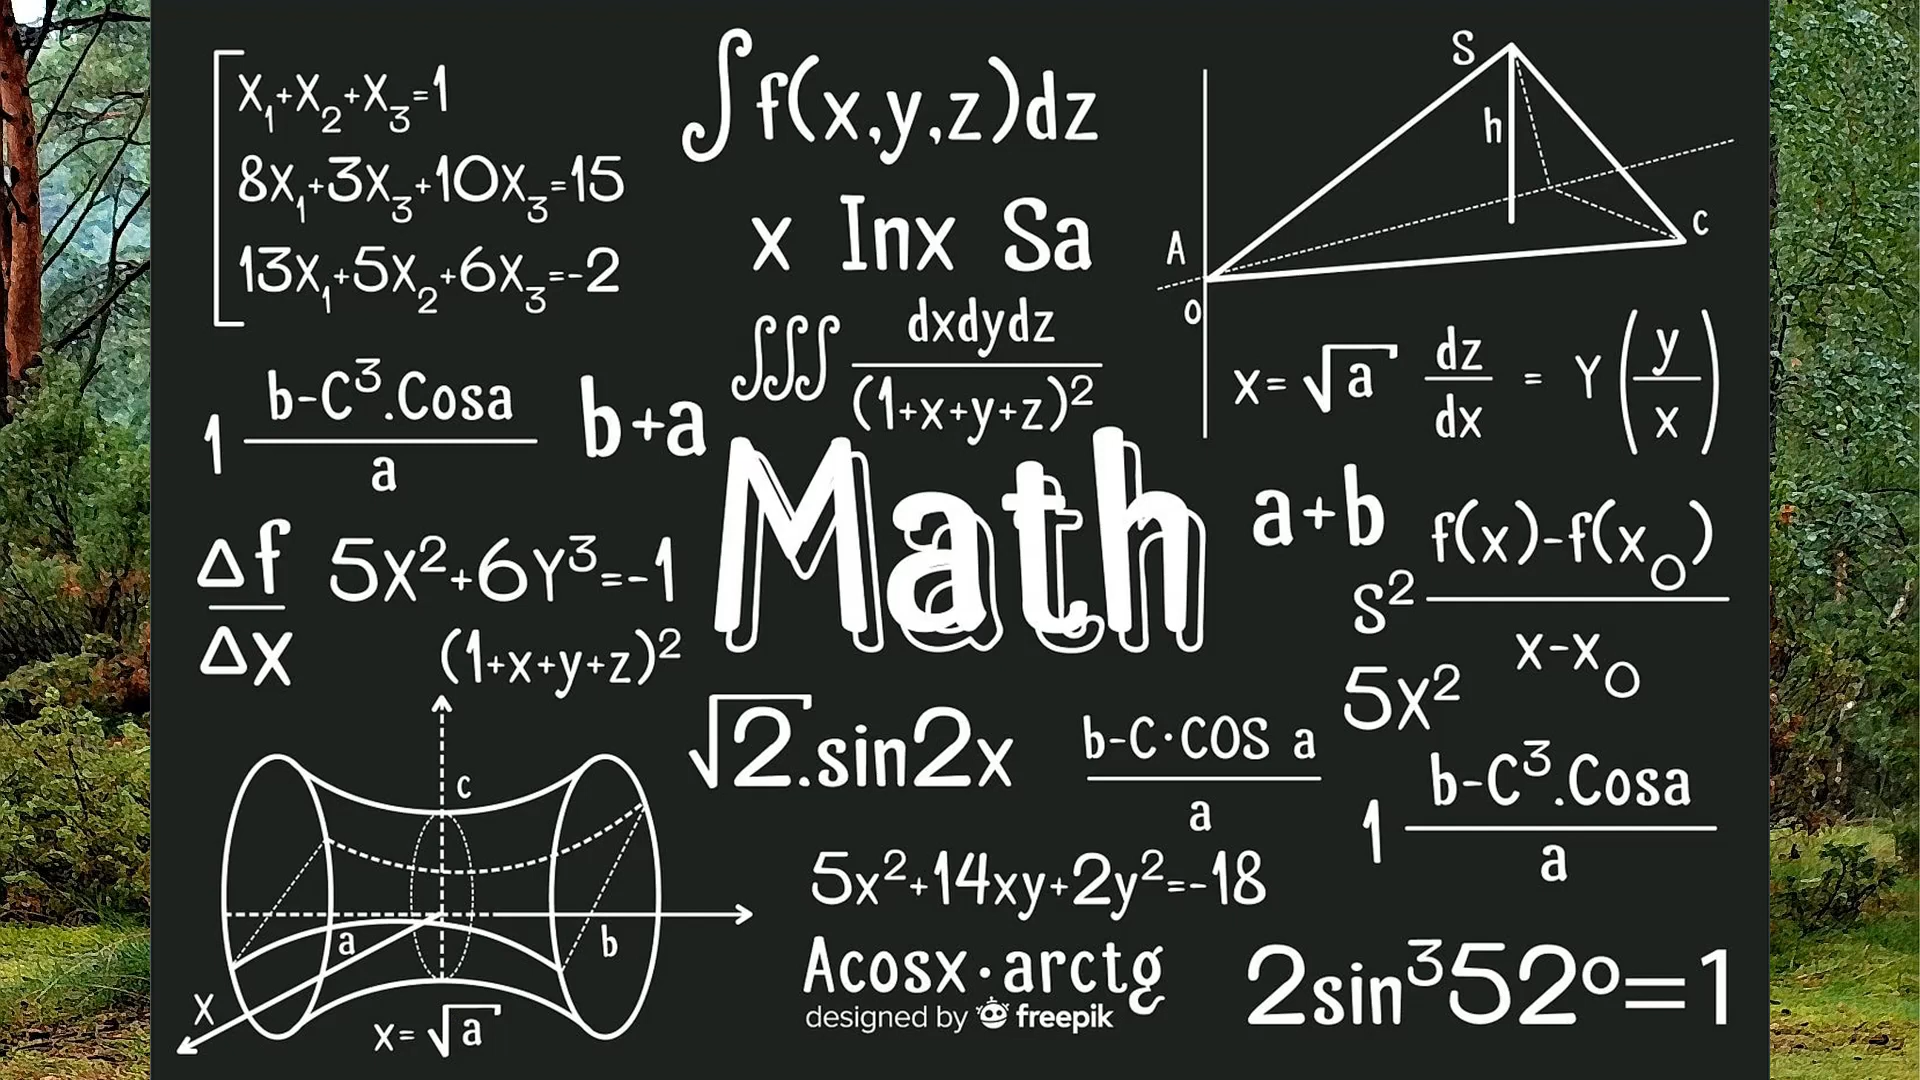 x₁+x₂+x₃=1
8x₁+3x₃+10x₃=15
13x₁+5x₂+6x₃=-2
∫f(x,y,z)dz
x Inx Sa
∭ dxdydz
(1+x+y+z)²
S
h
A
C
O
x=√a dz/dx = Y(y/x)
1 b-C³.Cosa
a
b+a
Math
a+b
Δf
Δx
5x²+6Y³=-1
(1+x+y+z)²
S² f(x)-f(x₀)
x-x₀
5x²
√2.sin2x
b-C·COS a
a
1 b-C³.Cosa
a
c
a
b
X
x=√a
5x²+14xy+2y²=-18
Acosx·arctg
designed by freepik
2sin³52°=1